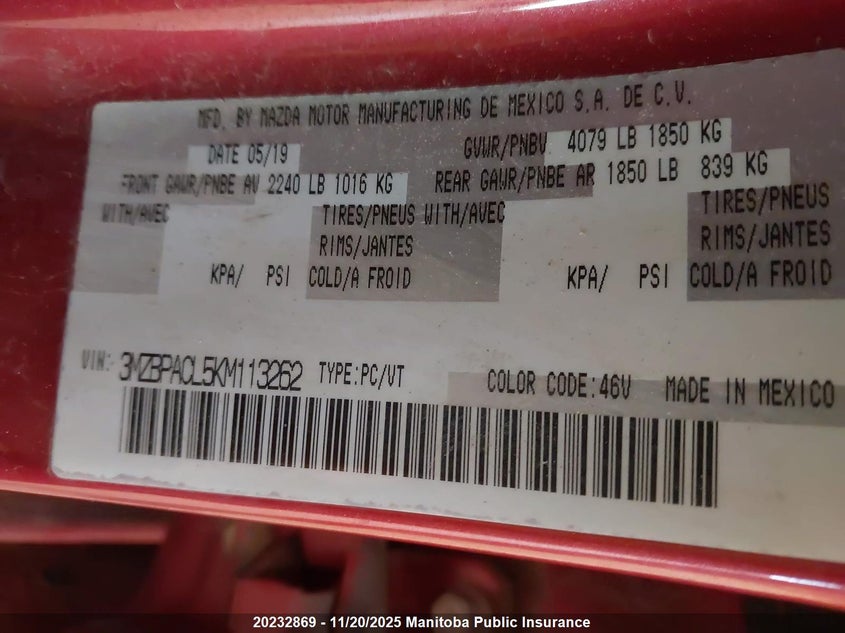 MFD. BY MAZDA MOTOR MANUFACTURING DE MEXICO S.A. DE C.V.
DATE 05/19 GVWR/PNBV 4079 LB 1850 KG
FRONT GAWR/PNBE AV 2240 LB 1016 KG REAR GAWR/PNBE AR 1850 LB 839 KG
WITH/AVEC TIRES/PNEUS WITH/AVEC TIRES/PNEUS
RIMS/JANTES RIMS/JANTES
KPA/ PSI COLD/A FROID KPA/ PSI COLD/A FROID
VIN: 3MZBPACL5KM113262 TYPE:PC/VT COLOR CODE:46V MADE IN MEXICO
20232869 - 11/20/2025 Manitoba Public Insurance